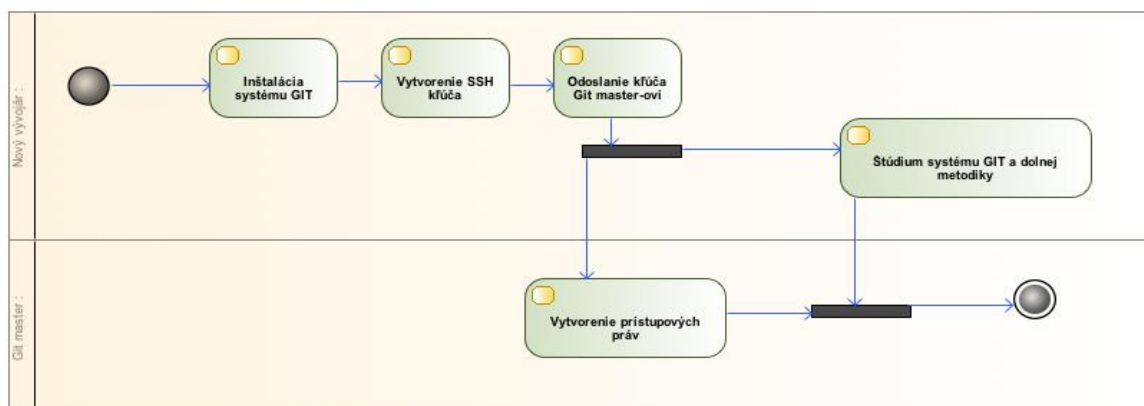 Nový vývojár :
Inštalácia
systému GIT
Vytvorenie SSH
kľúča
Odoslanie kľúča
Git master-ovi
Štúdium systému GIT a dolnej
metodiky
Git master :
Vytvorenie prístupových
práv